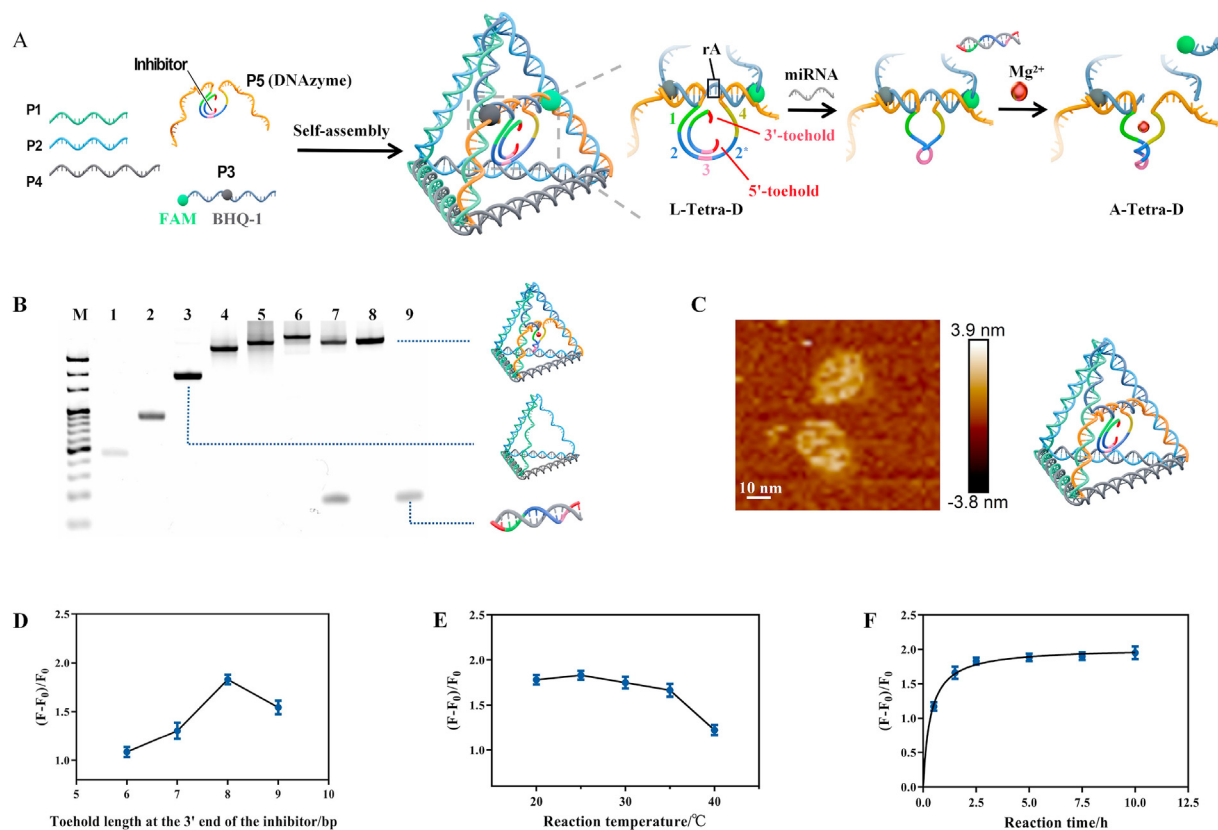 A
Inhibitor
P5 (DNAzyme)
P1
P2
P4
P3
FAM BHQ-1
Self-assembly
rA
1
4
3'-toehold
2
2*
3
5'-toehold
L-Tetra-D
miRNA
Mg²⁺
A-Tetra-D
B
M 1 2 3 4 5 6 7 8 9
C
10 nm
3.9 nm
-3.8 nm
D
(F-F₀)/F₀
2.5
2.0
1.5
1.0
5 6 7 8 9 10
Toehold length at the 3' end of the inhibitor/bp
E
(F-F₀)/F₀
2.5
2.0
1.5
1.0
20 25 30 35 40
Reaction temperature/℃
F
(F-F₀)/F₀
2.5
2.0
1.5
1.0
0.5
0.0
0.0 2.5 5.0 7.5 10.0 12.5
Reaction time/h